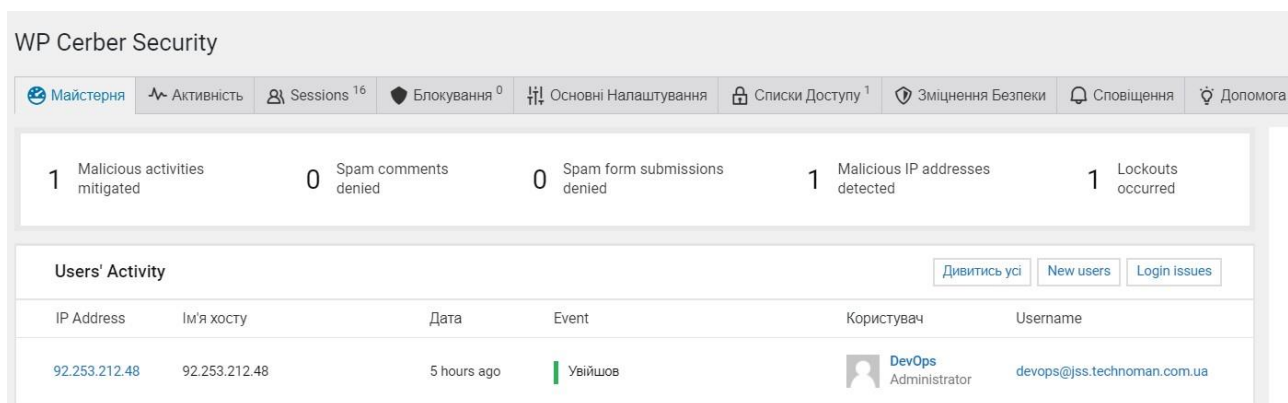 WP Cerber Security
Майстерня Активність Sessions 16 Блокування 0 Основні Налаштування Списки Доступу 1 Зміцнення Безпеки Сповіщення Допомога
1 Malicious activities mitigated
0 Spam comments denied
0 Spam form submissions denied
1 Malicious IP addresses detected
1 Lockouts occurred
Users' Activity Дивитись усі New users Login issues
IP Address Ім'я хосту Дата Event Користувач Username
92.253.212.48 92.253.212.48 5 hours ago Увійшов DevOps Administrator devops@jss.technoman.com.ua